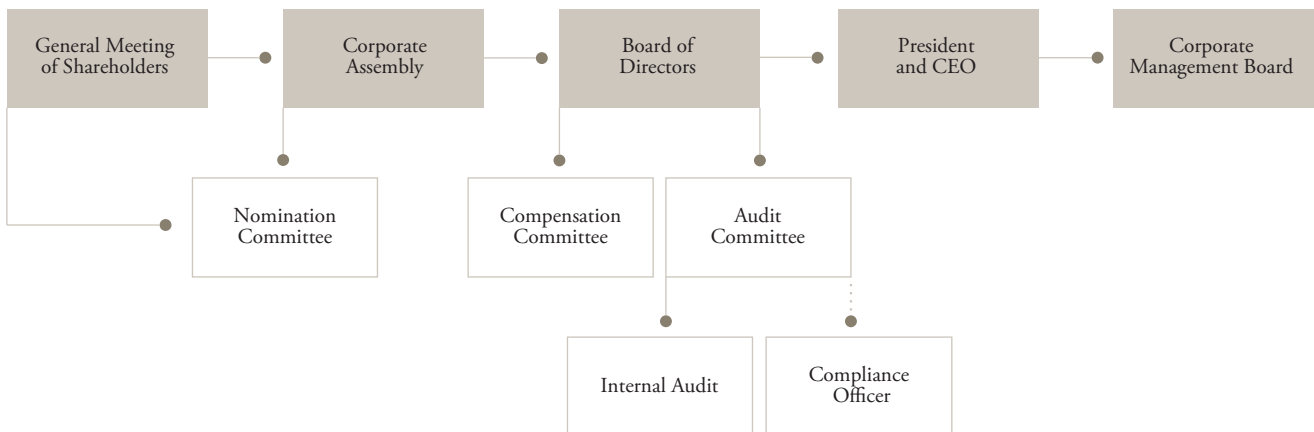 General Meeting
of Shareholders
Corporate
Assembly
Board of
Directors
President
and CEO
Corporate
Management Board
Nomination
Committee
Compensation
Committee
Audit
Committee
Internal Audit
Compliance
Officer